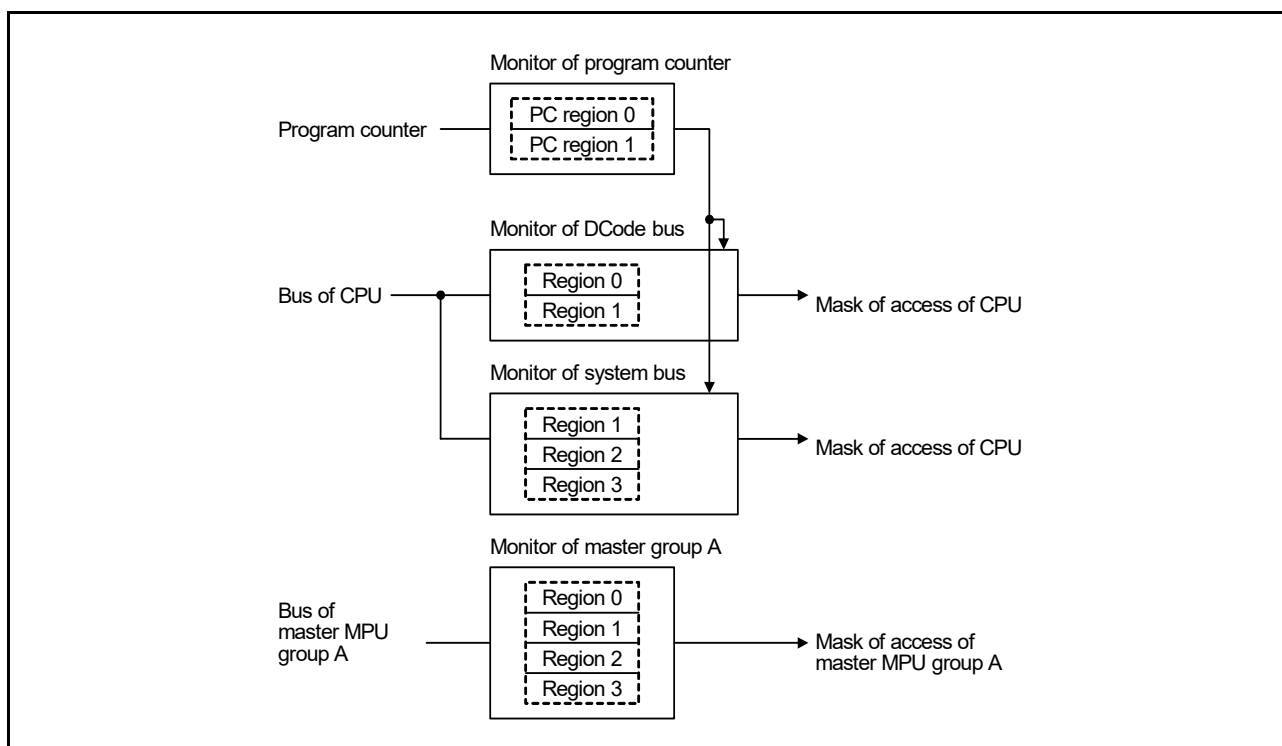 Monitor of program counter
Program counter
PC region 0
PC region 1
Monitor of DCode bus
Bus of CPU
Region 0
Region 1
Mask of access of CPU
Monitor of system bus
Region 1
Region 2
Region 3
Mask of access of CPU
Monitor of master group A
Bus of
master MPU
group A
Region 0
Region 1
Region 2
Region 3
Mask of access of
master MPU group A